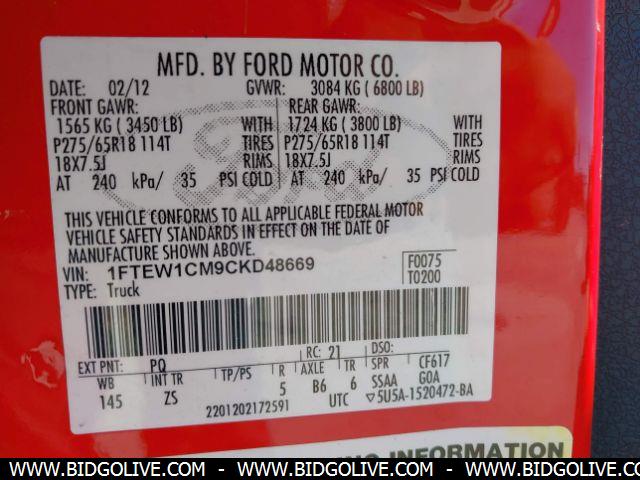 MFD. BY FORD MOTOR CO.
DATE: 02/12 GVWR: 3084 KG ( 6800 LB)
FRONT GAWR: REAR GAWR:
1565 KG ( 3450 LB) WITH 1724 KG ( 3800 LB) WITH
P275/65R18 114T TIRES P275/65R18 114T TIRES
18X7.5J RIMS 18X7.5J RIMS
AT 240 kPa/ 35 PSI COLD AT 240 kPa/ 35 PSI COLD
Ford
THIS VEHICLE CONFORMS TO ALL APPLICABLE FEDERAL MOTOR
VEHICLE SAFETY STANDARDS IN EFFECT ON THE DATE OF
MANUFACTURE SHOWN ABOVE.
VIN: 1FTEW1CM9CKD48669 F0075
TYPE: Truck T0200
EXT PNT: PQ RC: 21 DSO:
WB INT TR TP/PS R AXLE TR SPR CF617
145 ZS 5 B6 6 SSAA G0A
2201202172591 UTC ▽5U5A-1520472-BA
INFORMATION
WWW.BIDGOLIVE.COM - WWW.BIDGOLIVE.COM - WWW.BIDGOLIVE.COM